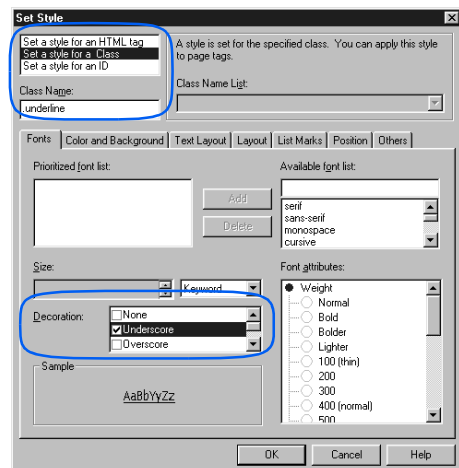 Set Style
Set a style for an HTML tag
Set a style for a Class
Set a style for an ID
A style is set for the specified class. You can apply this style
to page tags.
Class Name:
.underline
Class Name List:
Fonts Color and Background Text Layout Layout List Marks Position Others
Prioritized font list:
Available font list:
Add
Delete
serif
sans-serif
monospace
cursive
Size:
Keyword
Font attributes:
Decoration:
None
Underscore
Overscore
Weight
Normal
Bold
Bolder
Lighter
100 (thin)
200
300
400 (normal)
500
Sample
AaBbYyZz
OK Cancel Help